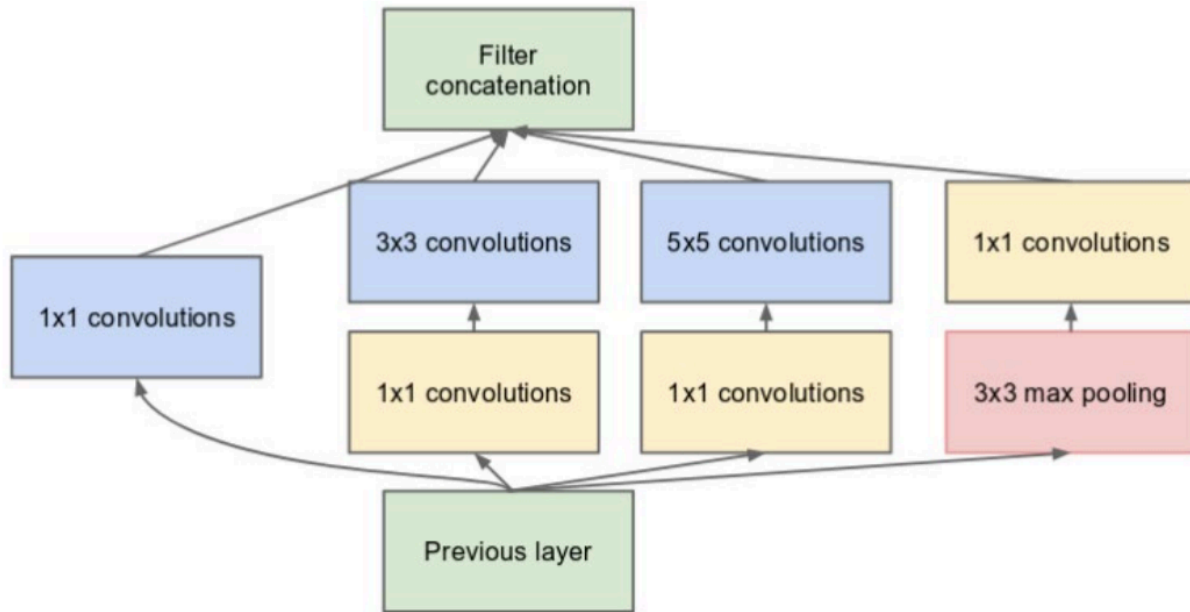 Filter
concatenation
3x3 convolutions
5x5 convolutions
1x1 convolutions
1x1 convolutions
1x1 convolutions
1x1 convolutions
3x3 max pooling
Previous layer